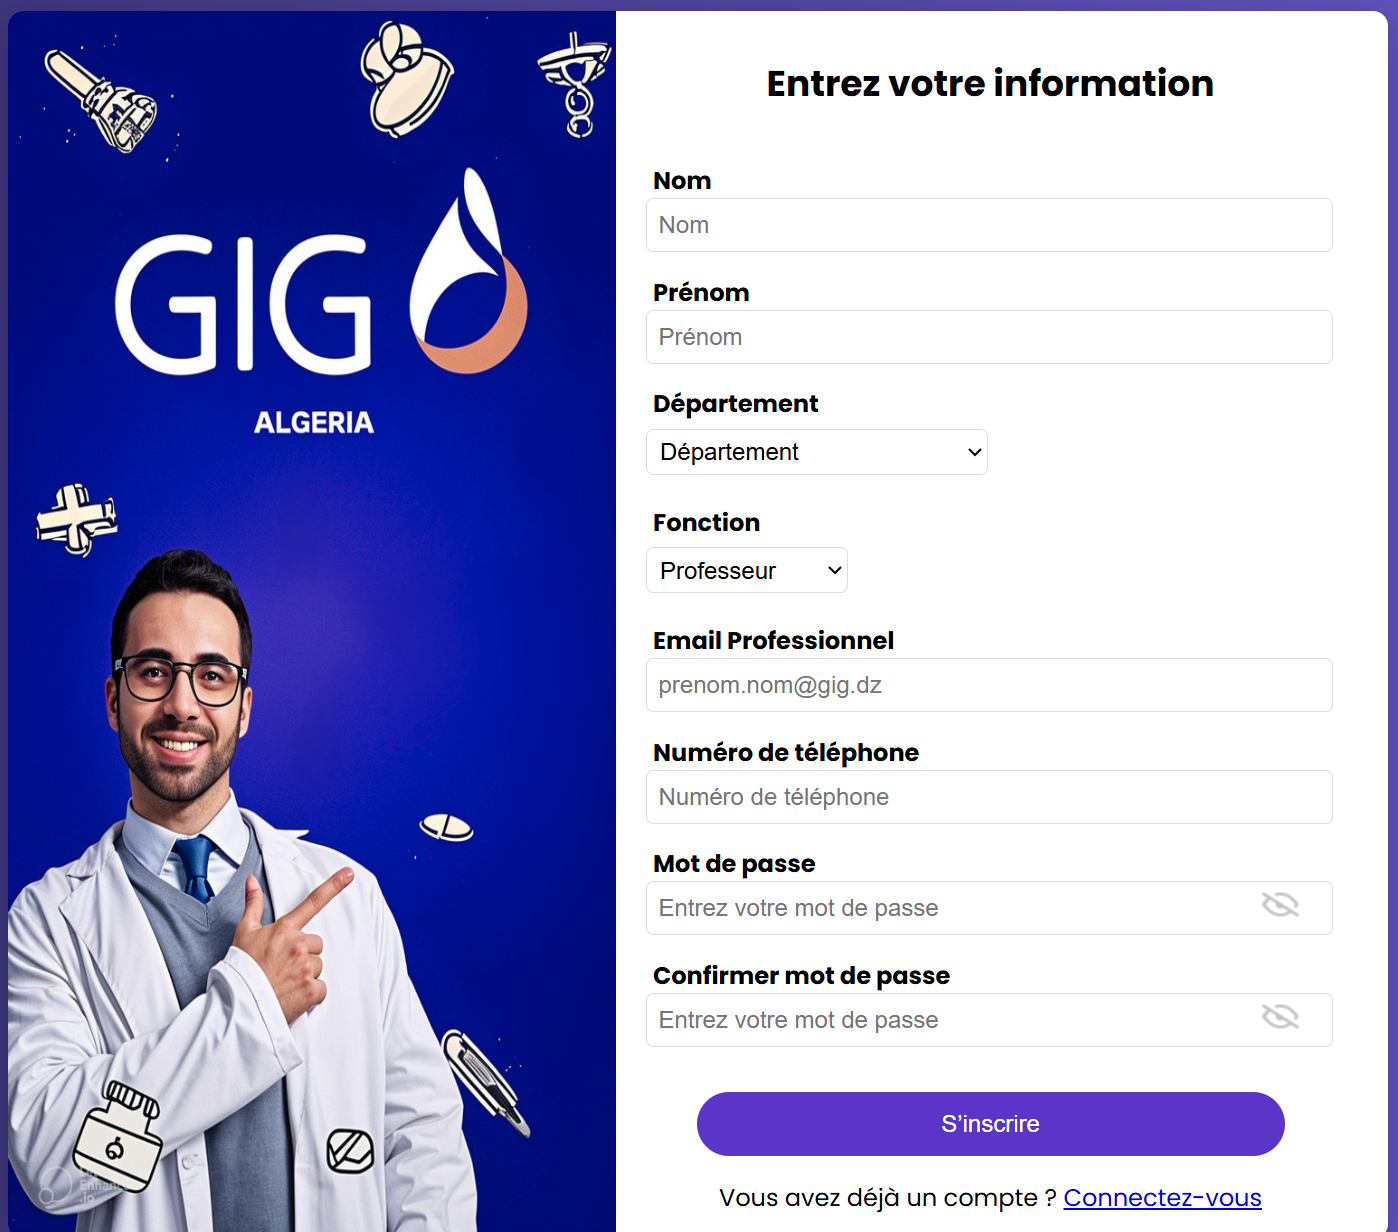 GIG
ALGERIA
Entrez votre information
Nom
Nom
Prénom
Prénom
Département
Département
Fonction
Professeur
Email Professionnel
prenom.nom@gig.dz
Numéro de téléphone
Numéro de téléphone
Mot de passe
Entrez votre mot de passe
Confirmer mot de passe
Entrez votre mot de passe
S’inscrire
Vous avez déjà un compte ? Connectez-vous